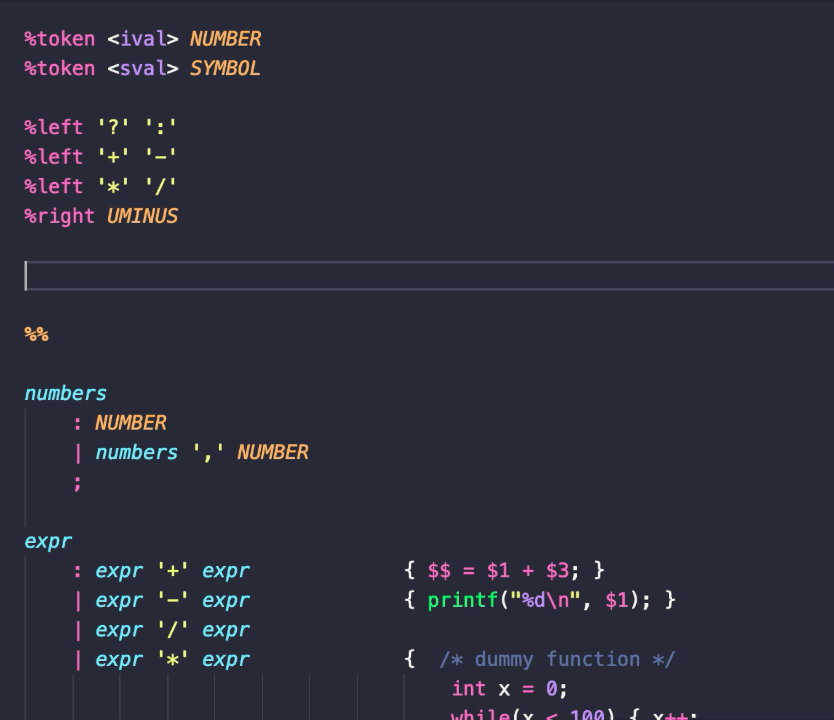 %token <ival> NUMBER
%token <sval> SYMBOL
%left '?' ':'
%left '+' '-'
%left '*' '/'
%right UMINUS
%%
numbers
: NUMBER
| numbers ',' NUMBER
;
expr
: expr '+' expr { $$ = $1 + $3; }
| expr '-' expr { printf("%d\n", $1); }
| expr '/' expr
| expr '*' expr { /* dummy function */
int x = 0;
while(x < 100) { x++;